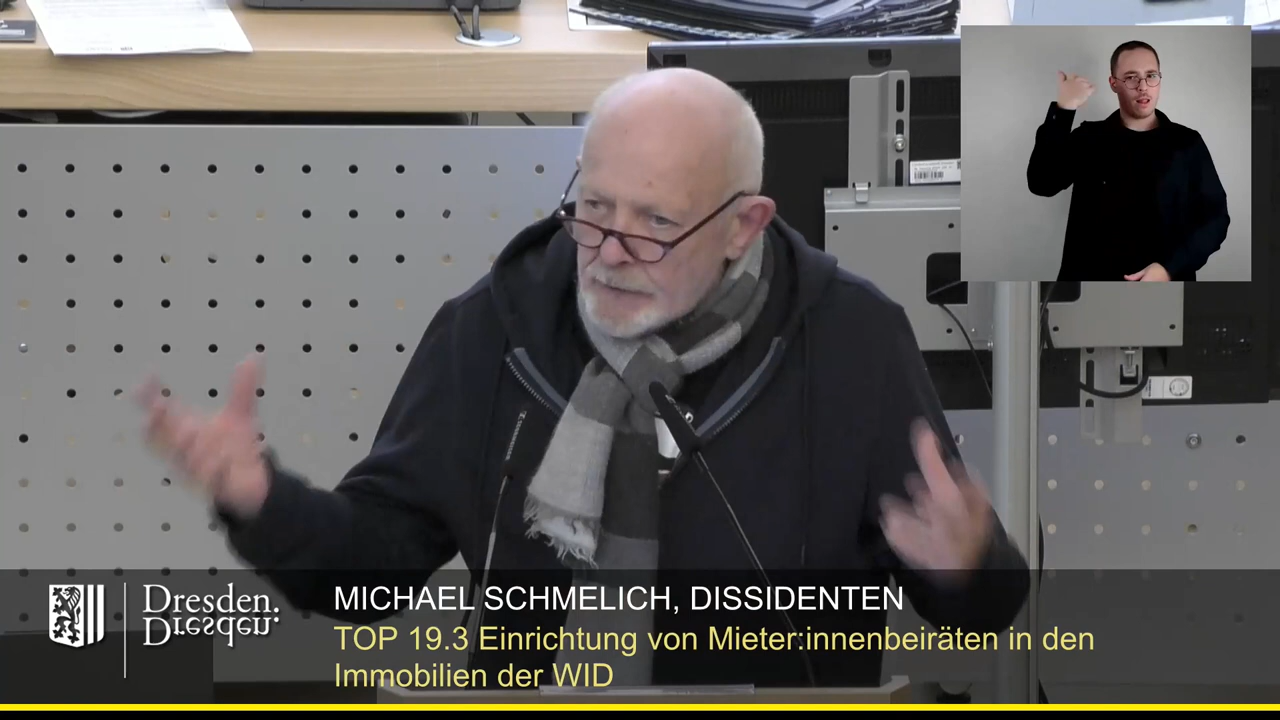 Dresden.
Dresden.
MICHAEL SCHMELICH, DISSIDENTEN
TOP 19.3 Einrichtung von Mieter:innenbeiräten in den
Immobilien der WID